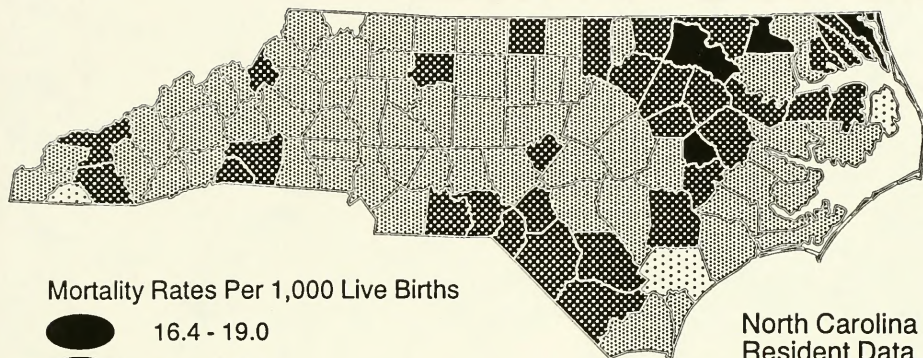 Mortality Rates Per 1,000 Live Births
16.4 - 19.0
North Carolina
Resident Data